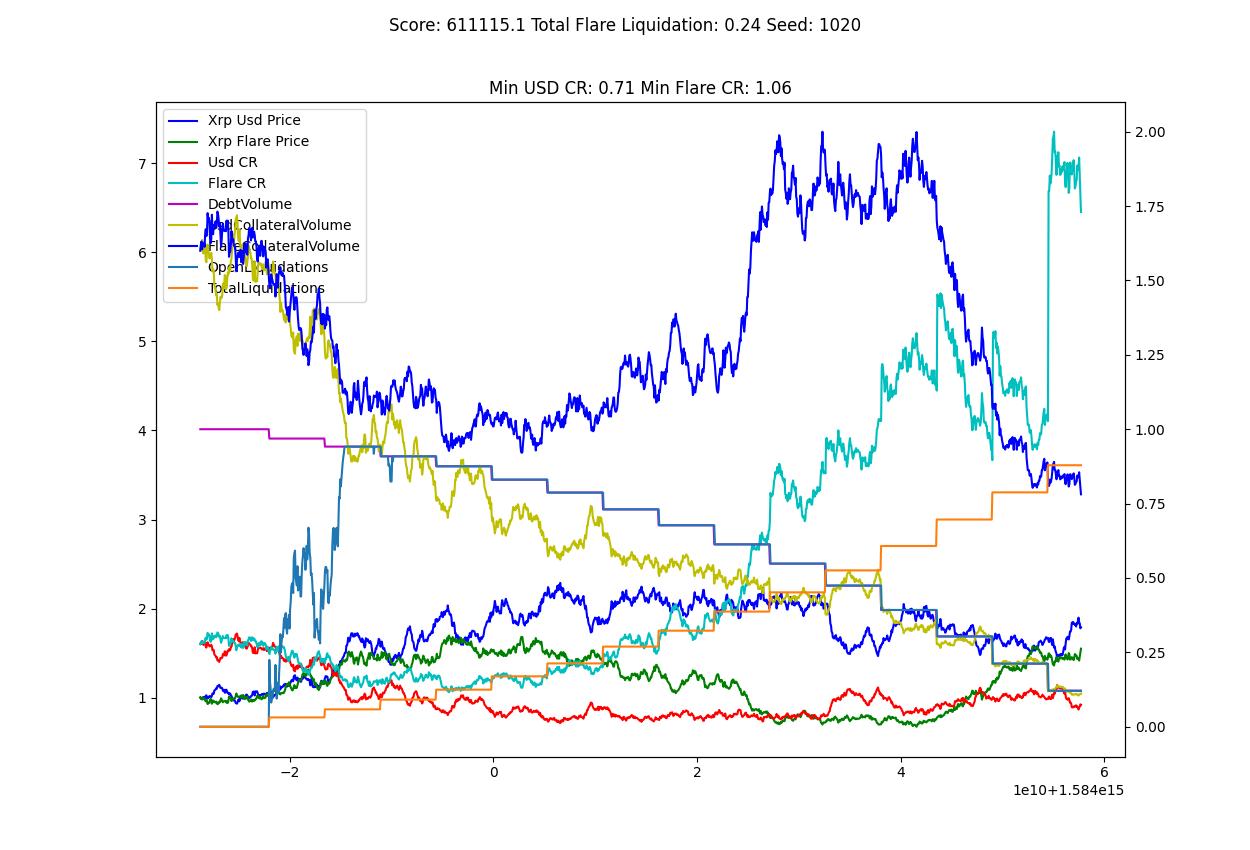 Score: 611115.1 Total Flare Liquidation: 0.24 Seed: 1020
Min USD CR: 0.71 Min Flare CR: 1.06
Xrp Usd Price
Xrp Flare Price
Usd CR
Flare CR
DebtVolume
UsdCollateralVolume
FlareCollateralVolume
OpenLiquidations
TotalLiquidations
7
6
5
4
3
2
1
2.00
1.75
1.50
1.25
1.00
0.75
0.50
0.25
0.00
−2
0
2
4
6
1e10+1.584e15